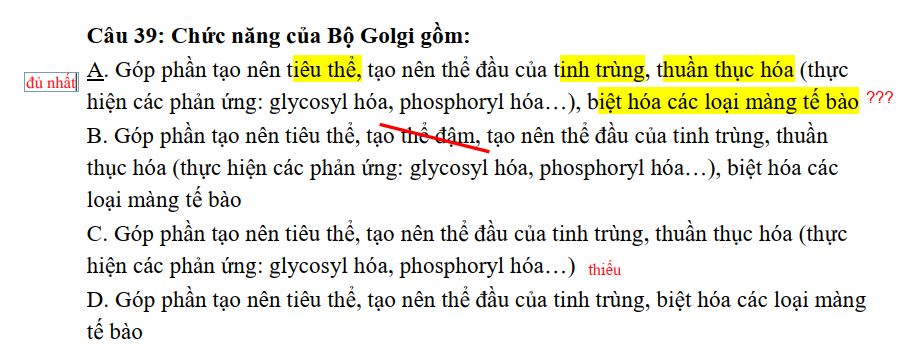 Câu 39: Chức năng của Bộ Golgi gồm:
đủ nhất A. Góp phần tạo nên tiêu thể, tạo nên thể đầu của tinh trùng, thuần thục hóa (thực
hiện các phản ứng: glycosyl hóa, phosphoryl hóa…), biệt hóa các loại màng tế bào ???
B. Góp phần tạo nên tiêu thể, tạo thể đậm, tạo nên thể đầu của tinh trùng, thuần
thục hóa (thực hiện các phản ứng: glycosyl hóa, phosphoryl hóa…), biệt hóa các
loại màng tế bào
C. Góp phần tạo nên tiêu thể, tạo nên thể đầu của tinh trùng, thuần thục hóa (thực
hiện các phản ứng: glycosyl hóa, phosphoryl hóa…) thiếu
D. Góp phần tạo nên tiêu thể, tạo nên thể đầu của tinh trùng, biệt hóa các loại màng
tế bào